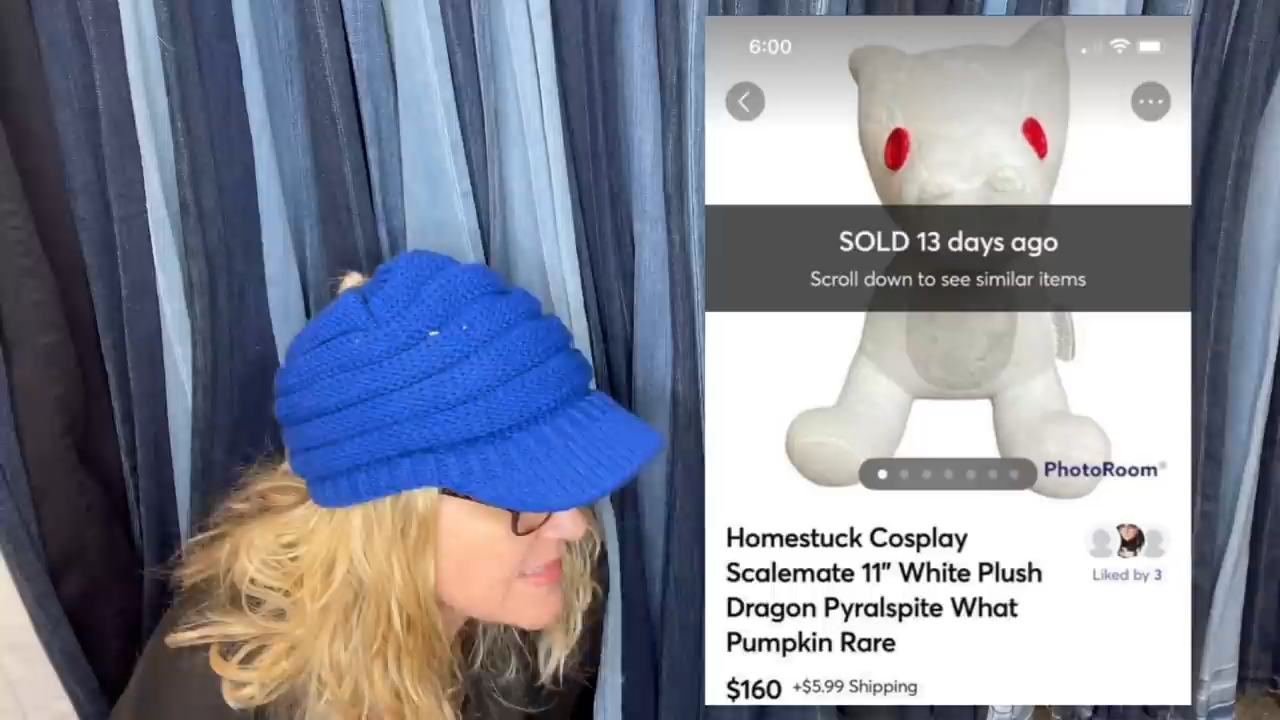 6:00
SOLD 13 days ago
Scroll down to see similar items
PhotoRoom®
Homestuck Cosplay
Scalemate 11” White Plush
Dragon Pyralspite What
Pumpkin Rare
Liked by 3
$160 +$5.99 Shipping